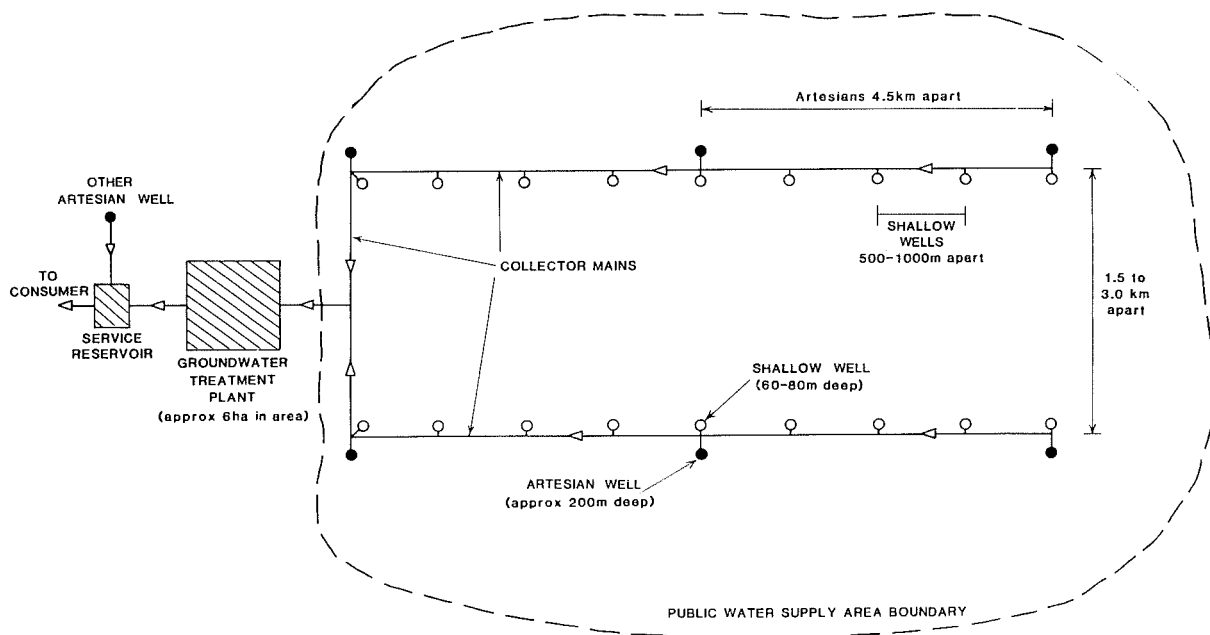 Artesians 4.5km apart
OTHER
ARTESIAN WELL
SHALLOW
WELLS
500-1000m apart
COLLECTOR MAINS
TO
CONSUMER
1.5 to
3.0 km
apart
SERVICE
RESERVOIR
GROUNDWATER
TREATMENT
PLANT
(approx 6ha in area)
SHALLOW WELL
(60-80m deep)
ARTESIAN WELL
(approx 200m deep)
PUBLIC WATER SUPPLY AREA BOUNDARY